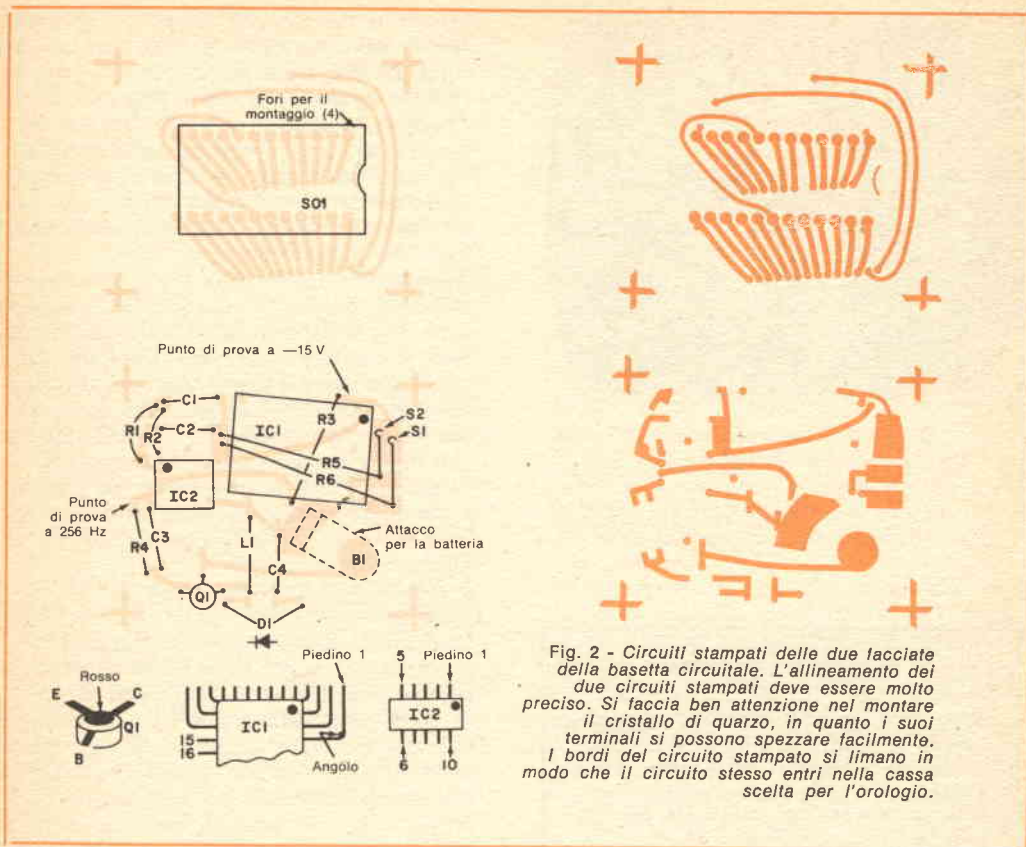 Fori per il
montaggio (4)
SO1
Punto di prova a —15 V
C1
R1
R2
C2
IC1
R3
S2
S1
R5
R6
IC2
Punto
di prova
a 256 Hz
R4
C3
L1
C4
Attacco
per la batteria
B1
Q1
D1
Rosso
E
C
Q1
B
Piedino 1
IC1
15
16
Angolo
5
Piedino 1
IC2
6
10
Fig. 2 - Circuiti stampati delle due facciate
della basetta circuitale. L'allineamento dei
due circuiti stampati deve essere molto
preciso. Si faccia ben attenzione nel montare
il cristallo di quarzo, in quanto i suoi
terminali si possono spezzare facilmente.
I bordi del circuito stampato si limano in
modo che il circuito stesso entri nella cassa
scelta per l'orologio.